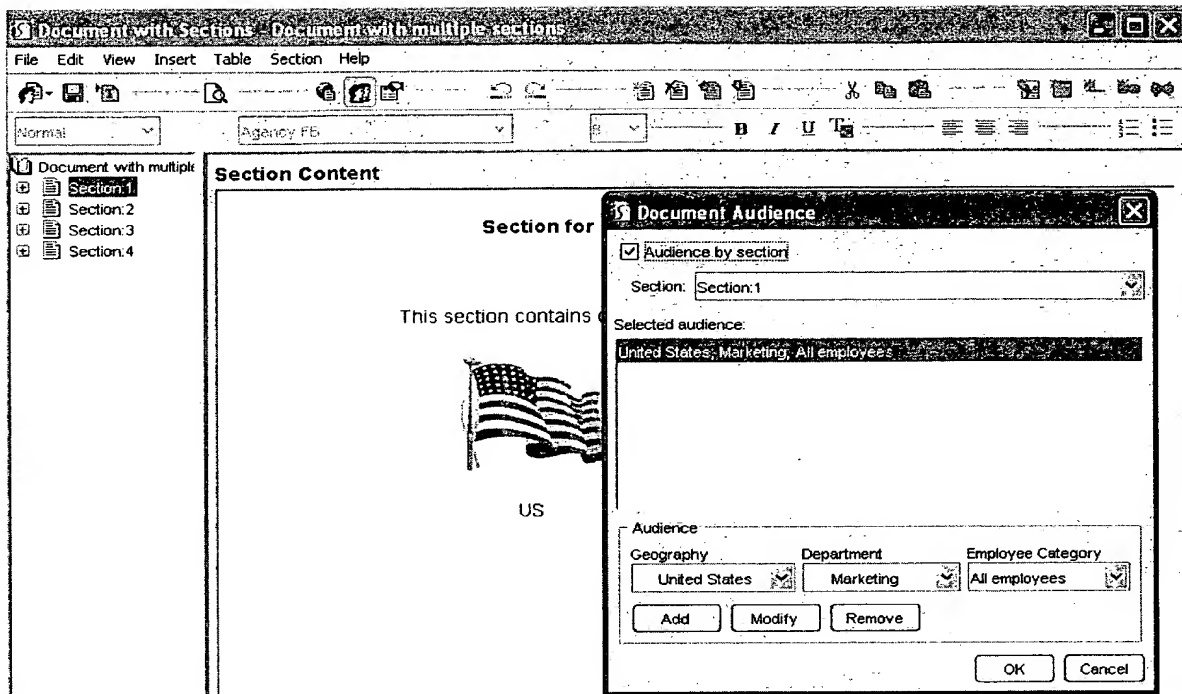 Document with Sections - Document with multiple sections
File Edit View Insert Table Section Help
Normal Agency FB 8 B I U T
Document with multiple
Section:1
Section:2
Section:3
Section:4
Section Content
Section for
This section contains
US
Document Audience
Audience by section
Section: Section:1
Selected audience:
United States; Marketing; All employees
Audience
Geography Department Employee Category
United States Marketing All employees
Add Modify Remove
OK Cancel